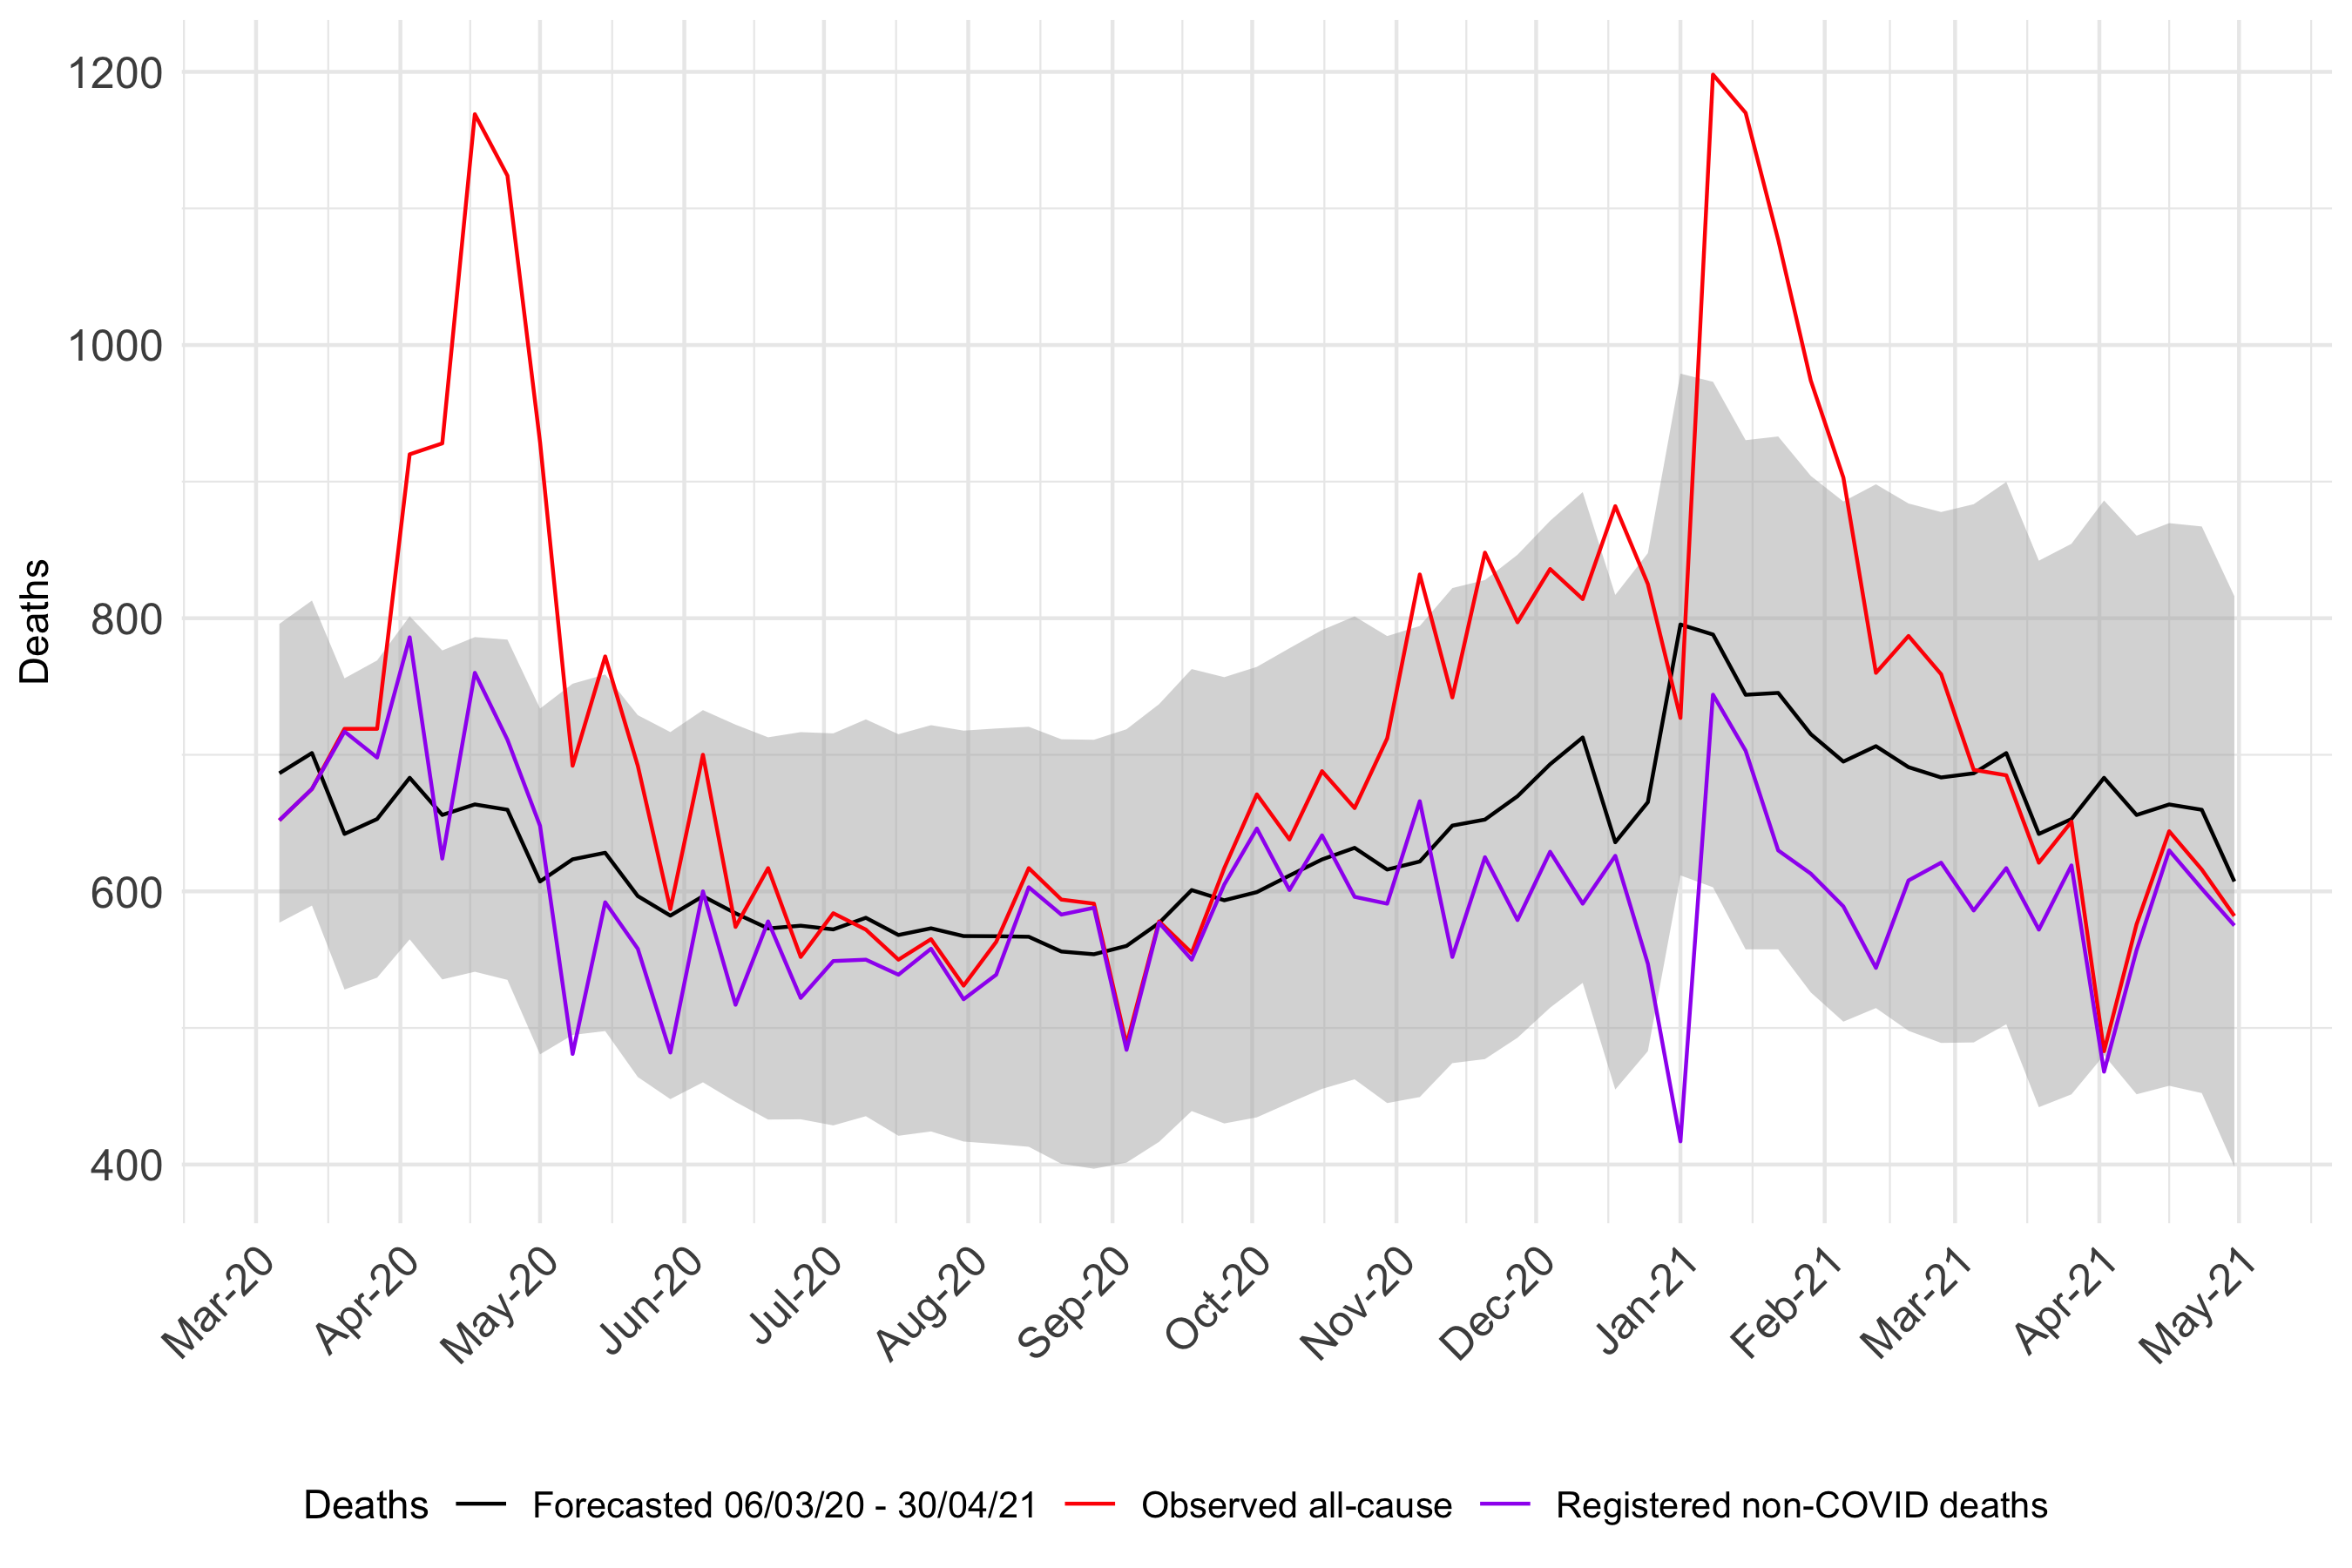 1200
1000
800
600
400
Deaths
Mar-20
Apr-20
May-20
Jun-20
Jul-20
Aug-20
Sep-20
Oct-20
Nov-20
Dec-20
Jan-21
Feb-21
Mar-21
Apr-21
May-21
Deaths Forecasted 06/03/20 - 30/04/21 Observed all-cause Registered non-COVID deaths